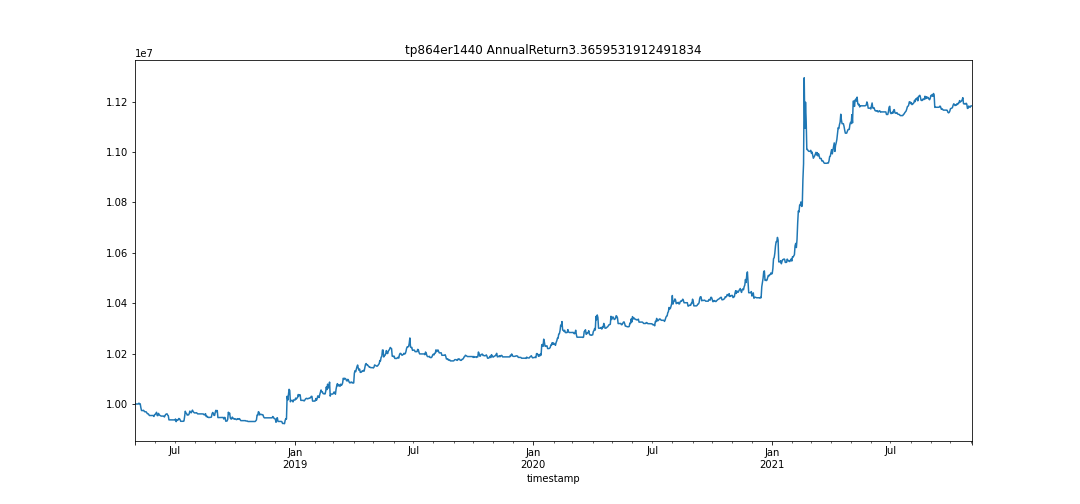 tp864er1440 AnnualReturn3.3659531912491834
1e7
1.12
1.10
1.08
1.06
1.04
1.02
1.00
Jul Jan Jul Jan Jul Jan Jul
2019 2020 2021
timestamp